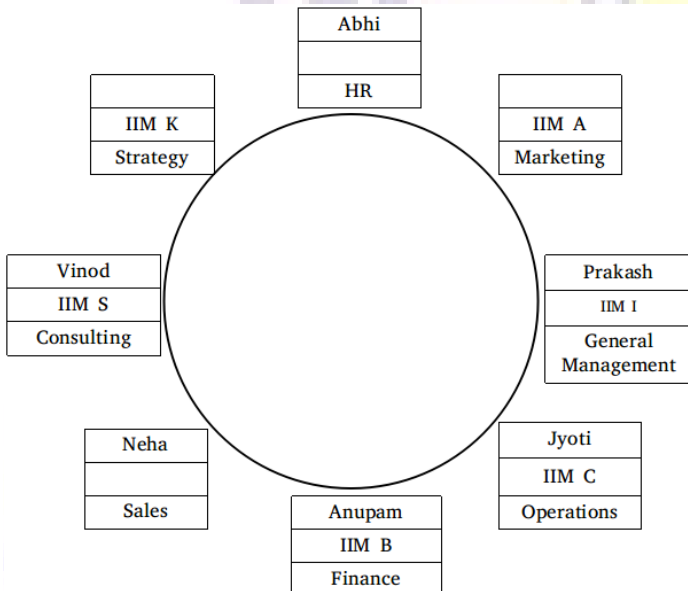 Abhi
HR
IIM K
Strategy
IIM A
Marketing
Vinod
IIM S
Consulting
Prakash
IIM I
General
Management
Neha
Sales
Jyoti
IIM C
Operations
Anupam
IIM B
Finance